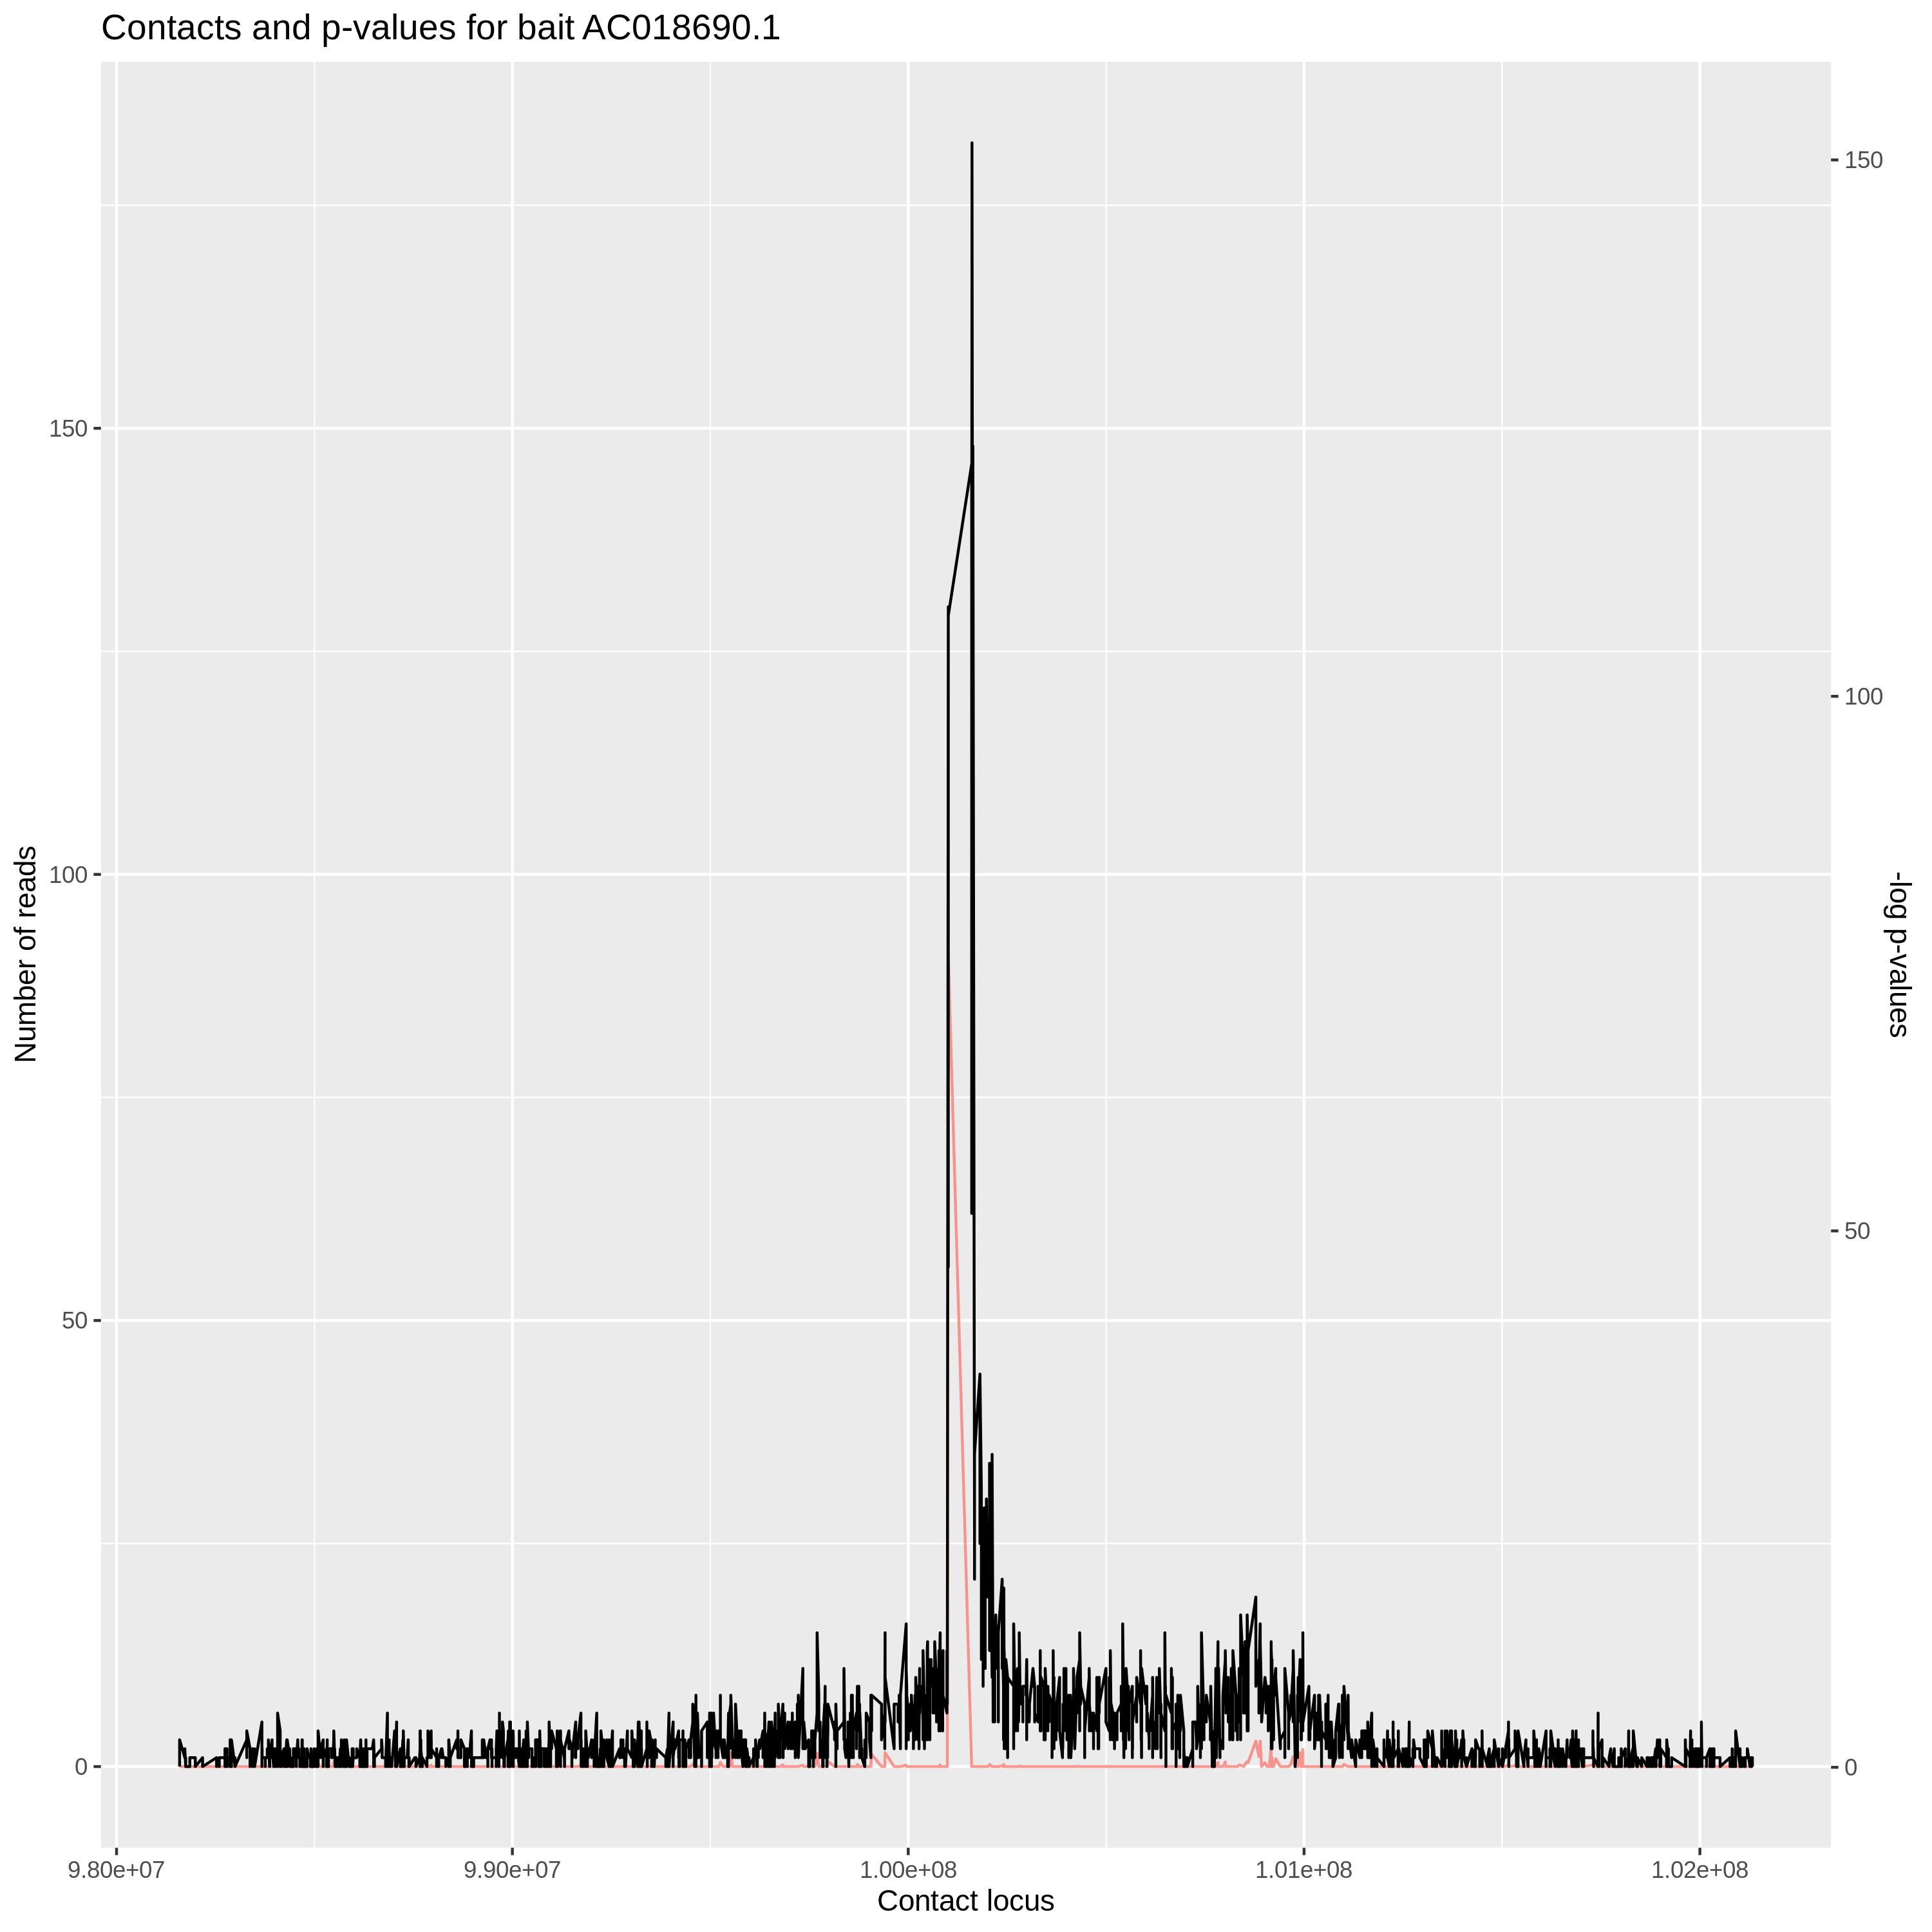 Contacts and p-values for bait AC018690.1
150
100
50
0
Number of reads
150
100
50
0
-log p-values
9.80e+07
9.90e+07
1.00e+08
1.01e+08
1.02e+08
Contact locus